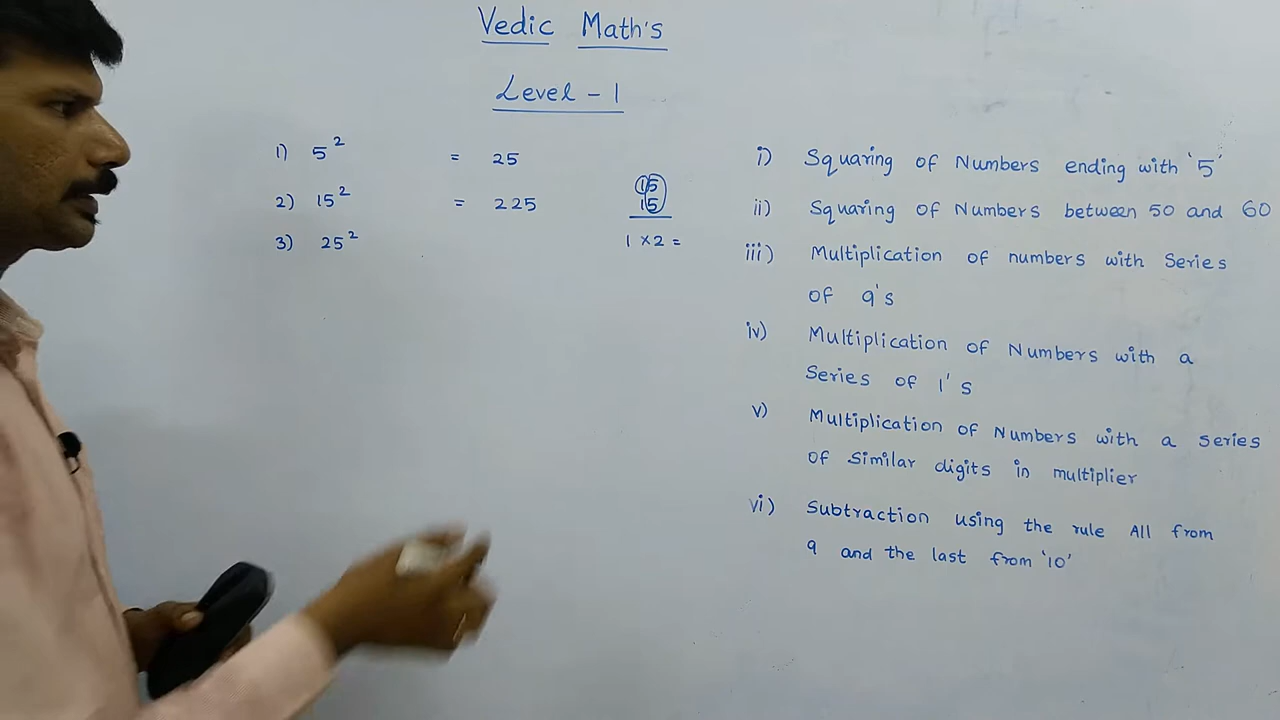 Vedic Math's
Level - 1
1) 5² = 25
2) 15² = 225
3) 25²
15
15
1 × 2 =
i) Squaring of Numbers ending with '5'
ii) Squaring of Numbers between 50 and 60
iii) Multiplication of numbers with Series
of 9's
iv) Multiplication of Numbers with a
Series of 1's
v) Multiplication of Numbers with a series
of similar digits in multiplier
vi) Subtraction using the rule All from
9 and the last from '10'